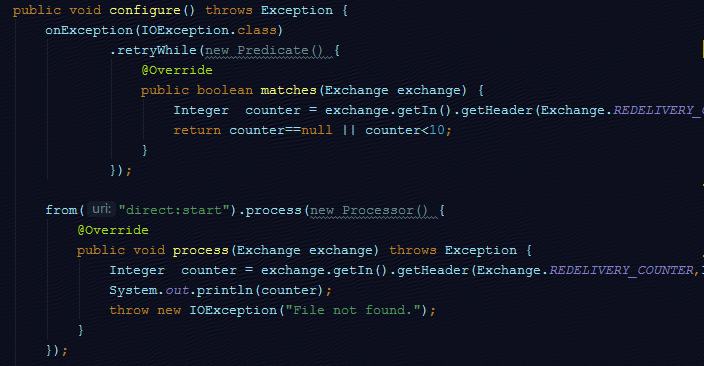 public void configure() throws Exception {
    onException(IOException.class)
            .retryWhile(new Predicate() {
                @Override
                public boolean matches(Exchange exchange) {
                    Integer  counter = exchange.getIn().getHeader(Exchange.REDELIVERY_
                    return counter==null || counter<10;
                }
            });
    from( uri: "direct:start").process(new Processor() {
        @Override
        public void process(Exchange exchange) throws Exception {
            Integer  counter = exchange.getIn().getHeader(Exchange.REDELIVERY_COUNTER,
            System.out.println(counter);
            throw new IOException("File not found.");
        }
    });